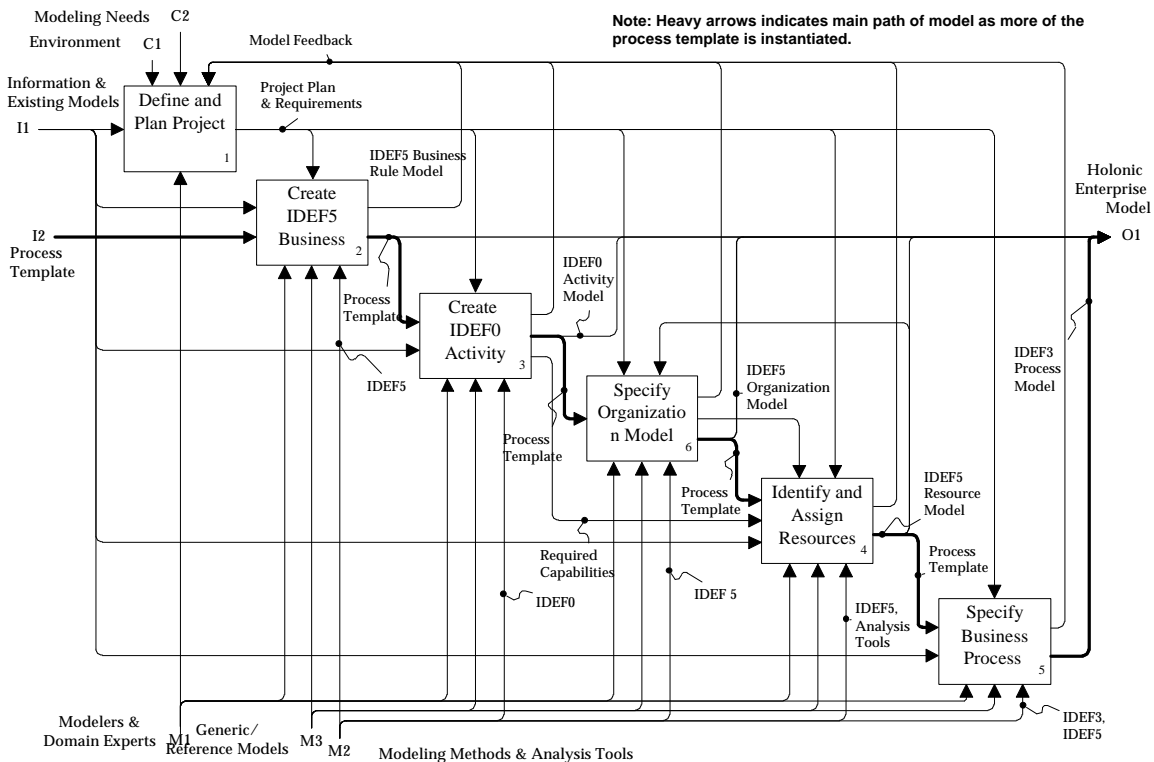 Modeling Needs
C2
Environment
C1
Model Feedback
Note: Heavy arrows indicates main path of model as more of the
process template is instantiated.
Information &
Existing Models
I1
Define and
Plan Project
1
Project Plan
& Requirements
IDEF5 Business
Rule Model
Create
IDEF5
Business
2
I2
Process
Template
Holonic
Enterprise
Model
O1
Process
Template
IDEF5
Create
IDEF0
Activity
3
IDEF0
Activity
Model
IDEF3
Process
Model
Specify
Organizatio
n Model
6
IDEF5
Organization
Model
Process
Template
Process
Template
Identify and
Assign
Resources
4
IDEF5
Resource
Model
Required
Capabilities
Process
Template
IDEF0
IDEF 5
IDEF5,
Analysis
Tools
Specify
Business
Process
5
IDEF3,
IDEF5
Modelers &
Domain Experts
M1
Generic/
Reference Models
M3
M2
Modeling Methods & Analysis Tools